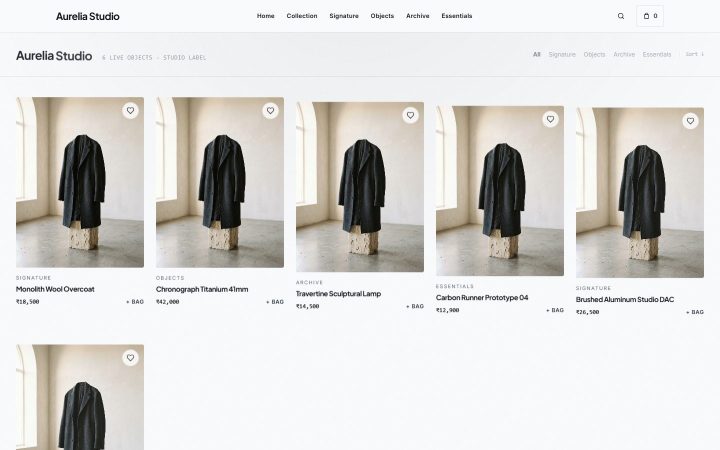 Aurelia Studio
Home Collection Signature Objects Archive Essentials
0
Aurelia Studio
6 LIVE OBJECTS · STUDIO LABEL
All Signature Objects Archive Essentials Sort ↓
SIGNATURE
Monolith Wool Overcoat
₹18,500 + BAG
OBJECTS
Chronograph Titanium 41mm
₹42,000 + BAG
ARCHIVE
Travertine Sculptural Lamp
₹14,500 + BAG
ESSENTIALS
Carbon Runner Prototype 04
₹12,900 + BAG
SIGNATURE
Brushed Aluminum Studio DAC
₹26,500 + BAG